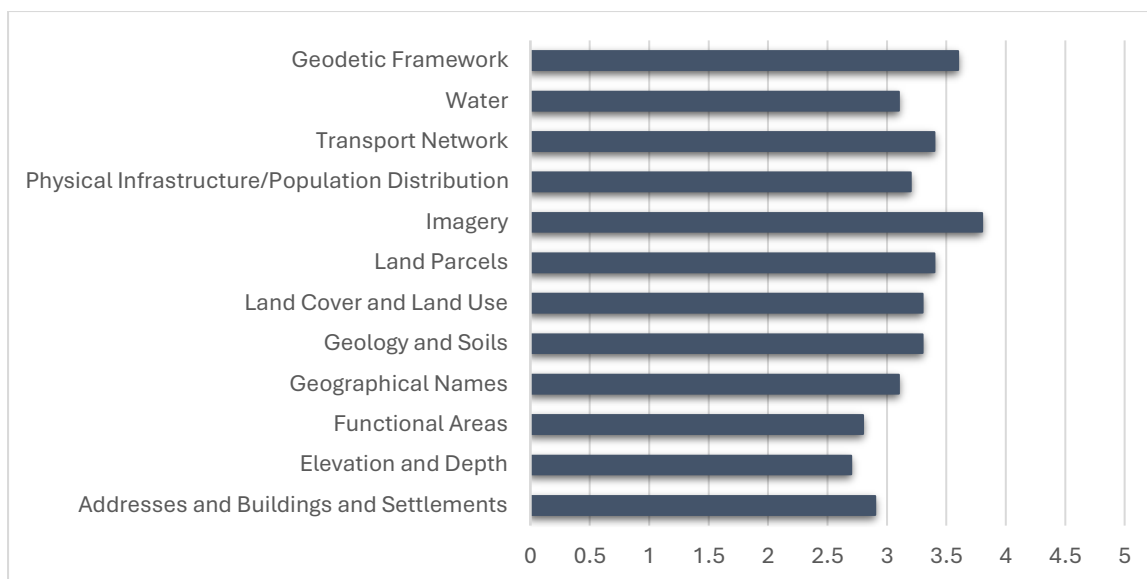 Geodetic Framework
Water
Transport Network
Physical Infrastructure/Population Distribution
Imagery
Land Parcels
Land Cover and Land Use
Geology and Soils
Geographical Names
Functional Areas
Elevation and Depth
Addresses and Buildings and Settlements
0 0.5 1 1.5 2 2.5 3 3.5 4 4.5 5